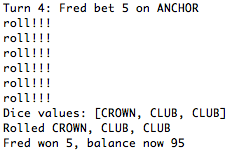 Turn 4: Fred bet 5 on ANCHOR
roll!!!
roll!!!
roll!!!
roll!!!
roll!!!
roll!!!
Dice values: [CROWN, CLUB, CLUB]
Rolled CROWN, CLUB, CLUB
Fred won 5, balance now 95